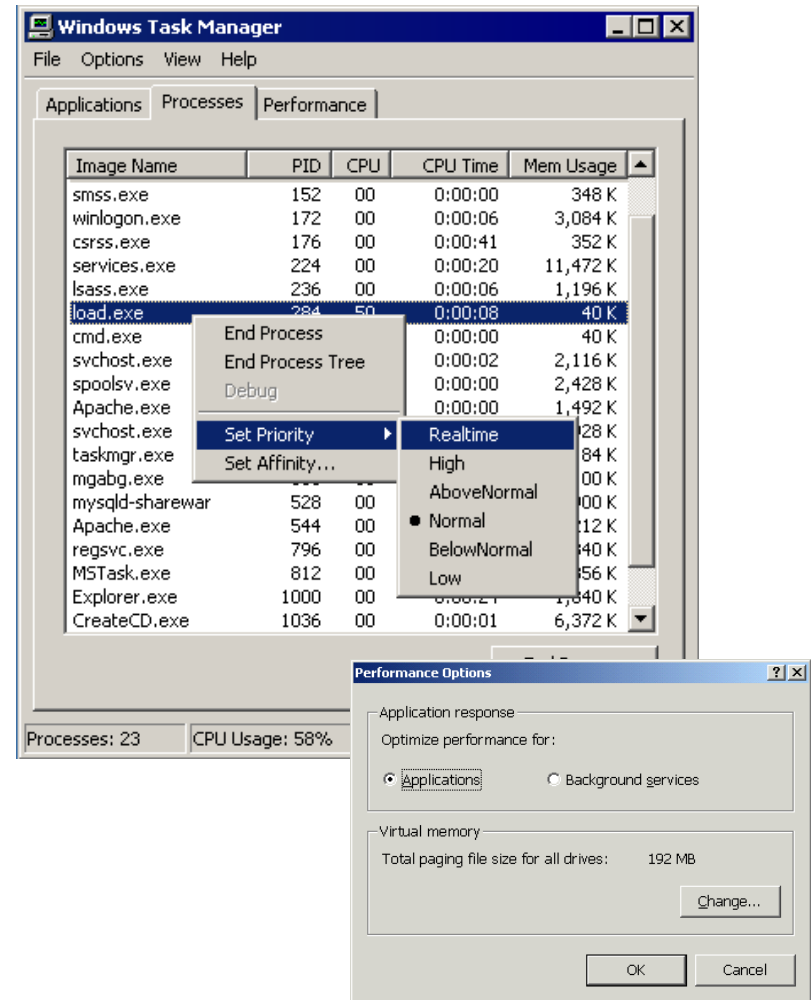 Windows Task Manager
File Options View Help
Applications Processes Performance
Image Name PID CPU CPU Time Mem Usage
smss.exe 152 00 0:00:00 348 K
winlogon.exe 172 00 0:00:06 3,084 K
csrss.exe 176 00 0:00:41 352 K
services.exe 224 00 0:00:20 11,472 K
lsass.exe 236 00 0:00:06 1,196 K
load.exe 284 50 0:00:08 40 K
cmd.exe 0:00:00 40 K
svchost.exe 0:00:02 2,116 K
spoolsv.exe 0:00:00 2,428 K
Apache.exe 0:00:00 1,492 K
svchost.exe 28 K
taskmgr.exe 84 K
mgabg.exe 00 K
mysqld-sharewar 528 00 00 K
Apache.exe 544 00 12 K
regsvc.exe 796 00 40 K
MSTask.exe 812 00 56 K
Explorer.exe 1000 00 K
CreateCD.exe 1036 00 0:00:01 6,372 K
End Process
End Process Tree
Debug
Set Priority
Set Affinity...
Realtime
High
AboveNormal
Normal
BelowNormal
Low
Processes: 23 CPU Usage: 58%
Performance Options
Application response
Optimize performance for:
Applications Background services
Virtual memory
Total paging file size for all drives: 192 MB
Change...
OK Cancel